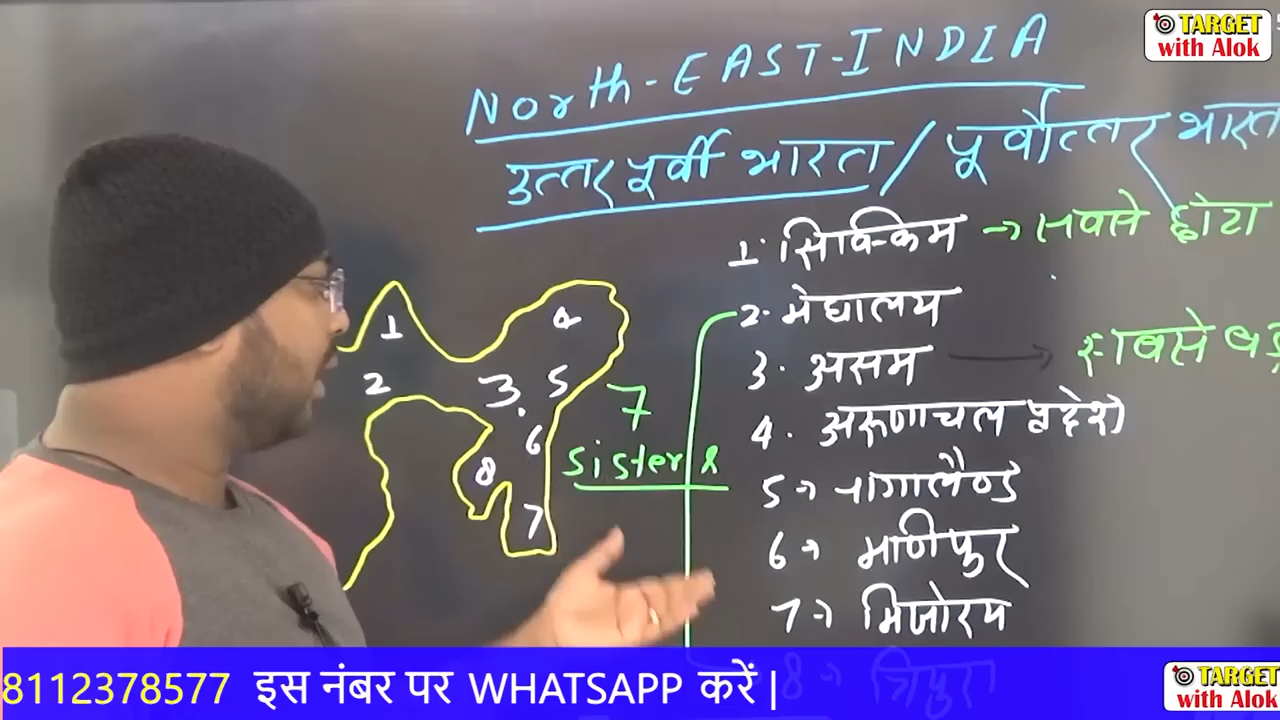 TARGET
with Alok
North-EAST-INDIA
उत्तर पूर्वी भारत / पूर्वोत्तर भारत
1. सिक्किम → सबसे छोटा
2. मेघालय
3. असम → सबसे
4. अरूणाचल प्रदेश
5 → नागालैण्ड
6 → मणिपुर
7 → मिजोरम
8 → त्रिपुरा
7
Sisters
1
2
3.
4
5
6
7
8
8112378577 इस नंबर पर WHATSAPP करें |
TARGET
with Alok